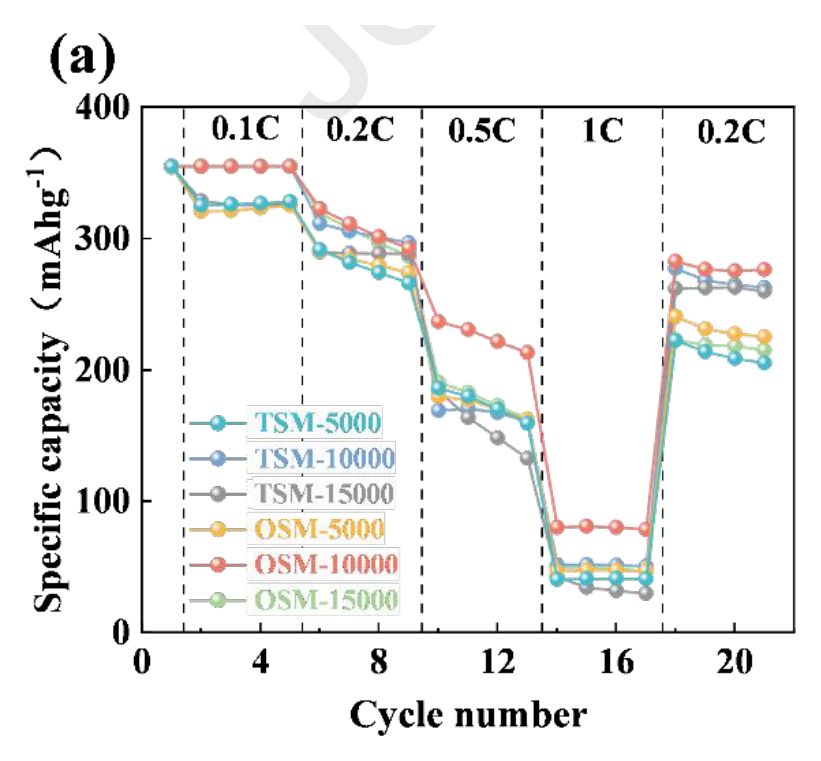 (a)
Specific capacity (mAhg⁻¹)
400
300
200
100
0
0.1C 0.2C 0.5C 1C 0.2C
TSM-5000
TSM-10000
TSM-15000
OSM-5000
OSM-10000
OSM-15000
0 4 8 12 16 20
Cycle number